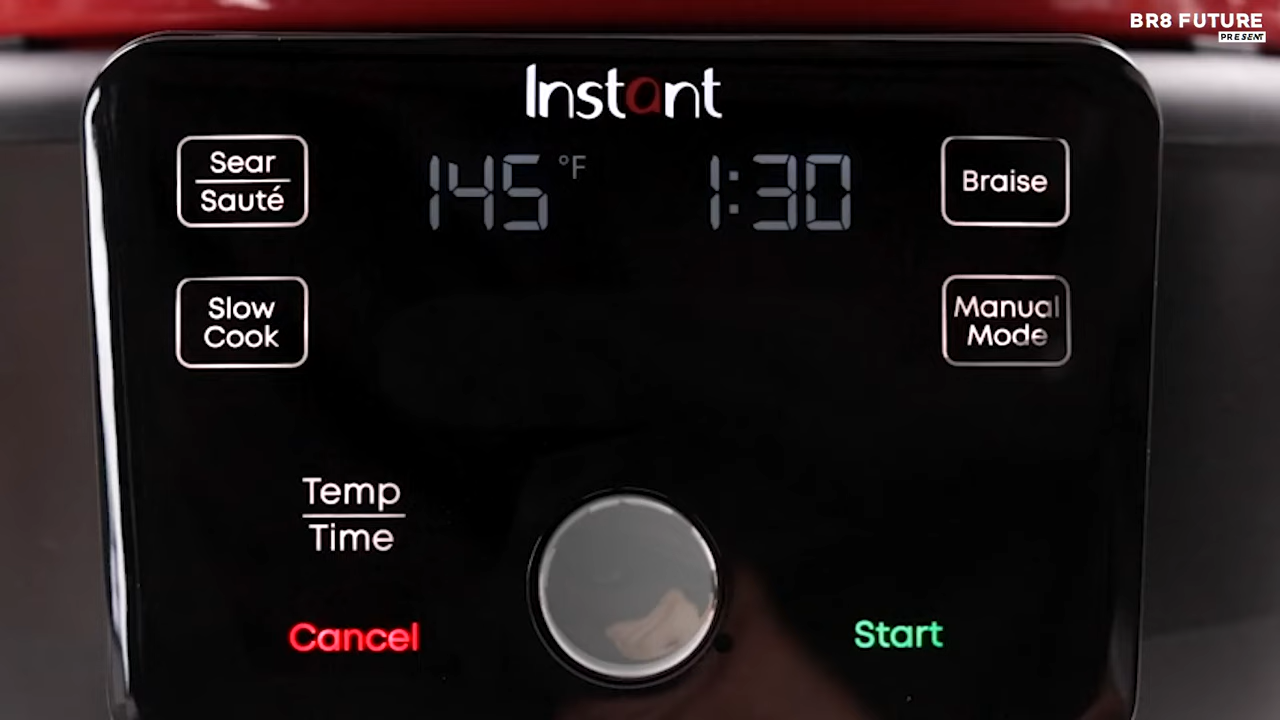 BR8 FUTURE
PRESENT
Instant
Sear
Sauté
145 °F
1:30
Braise
Slow
Cook
Manual
Mode
Temp
Time
Cancel
Start